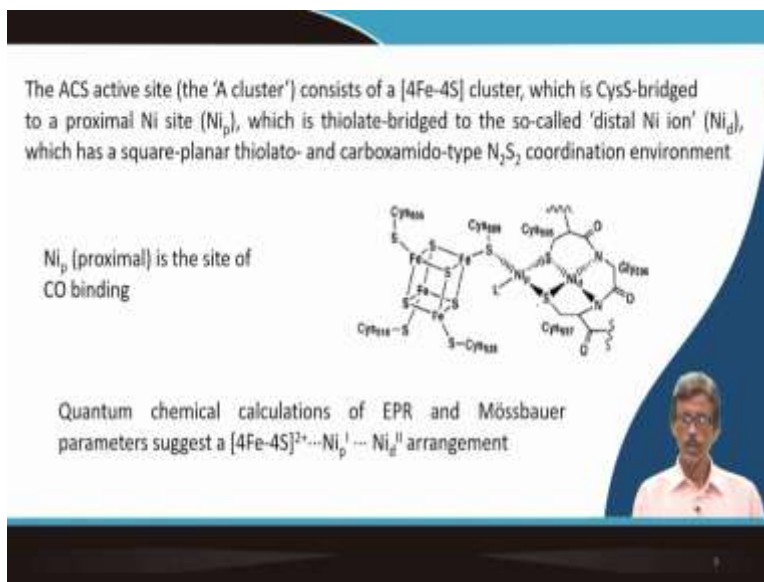 The ACS active site (the 'A cluster') consists of a [4Fe-4S] cluster, which is CysS-bridged
to a proximal Ni site (Niₚ), which is thiolate-bridged to the so-called 'distal Ni ion' (Ni_d),
which has a square-planar thiolato- and carboxamido-type N₂S₂ coordination environment
Niₚ (proximal) is the site of
CO binding
Quantum chemical calculations of EPR and Mössbauer
parameters suggest a [4Fe-4S]²⁺···Niₚᴵ ··· Ni_dᴵᴵ arrangement